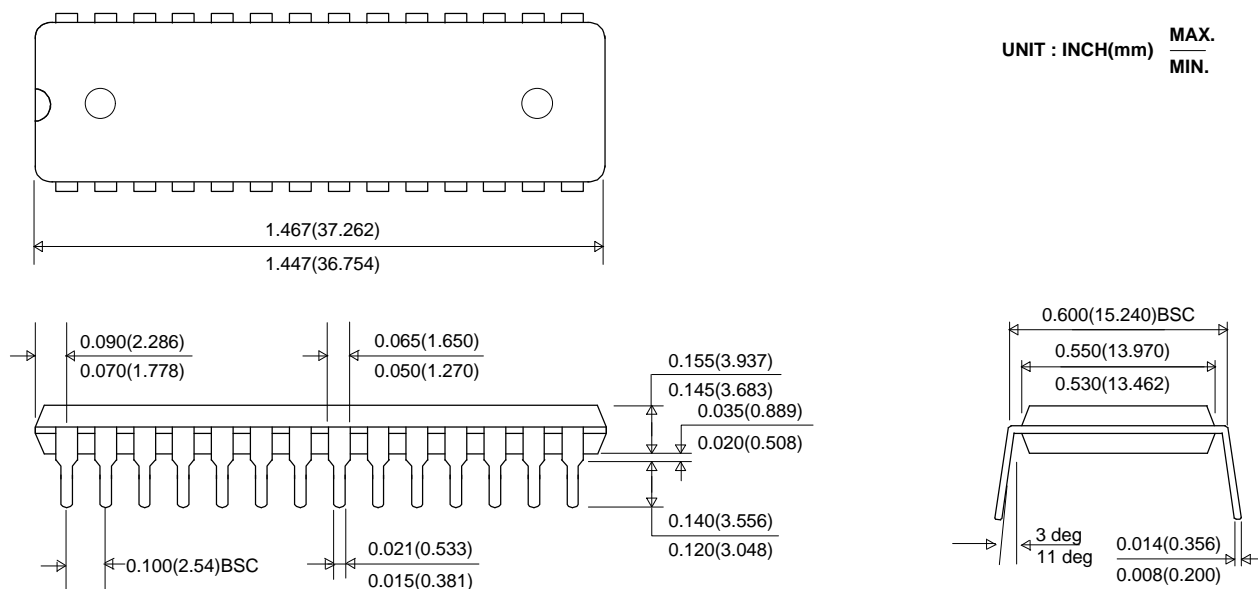 UNIT : INCH(mm)
MAX.
MIN.
1.467(37.262)
1.447(36.754)
0.090(2.286)
0.070(1.778)
0.065(1.650)
0.050(1.270)
0.155(3.937)
0.145(3.683)
0.035(0.889)
0.020(0.508)
0.140(3.556)
0.120(3.048)
0.100(2.54)BSC
0.021(0.533)
0.015(0.381)
0.600(15.240)BSC
0.550(13.970)
0.530(13.462)
3 deg
11 deg
0.014(0.356)
0.008(0.200)